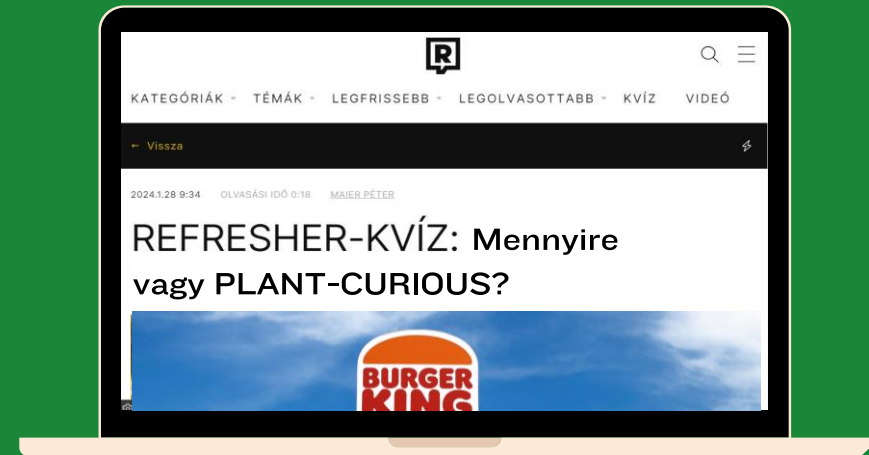 R
KATEGÓRIÁK TÉMÁK LEGFRISSEBB LEGOLVASOTTABB KVÍZ VIDEÓ
← Vissza
2024.1.28 9:34 OLVASÁSI IDŐ 0:18 MAIER PÉTER
REFRESHER-KVÍZ: Mennyire
vagy PLANT-CURIOUS?
BURGER
KING